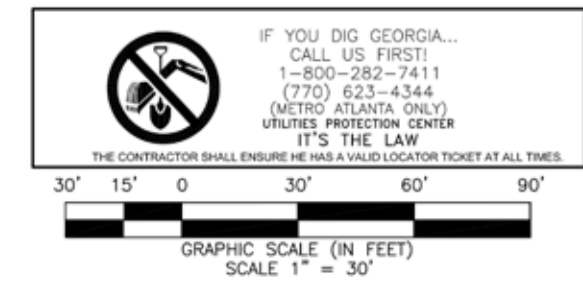 IF YOU DIG GEORGIA...
CALL US FIRST!
1-800-282-7411
(770) 623-4344
(METRO ATLANTA ONLY)
UTILITIES PROTECTION CENTER
IT'S THE LAW
THE CONTRACTOR SHALL ENSURE HE HAS A VALID LOCATOR TICKET AT ALL TIMES.
30' 15' 0 30' 60' 90'
GRAPHIC SCALE (IN FEET)
SCALE 1" = 30'